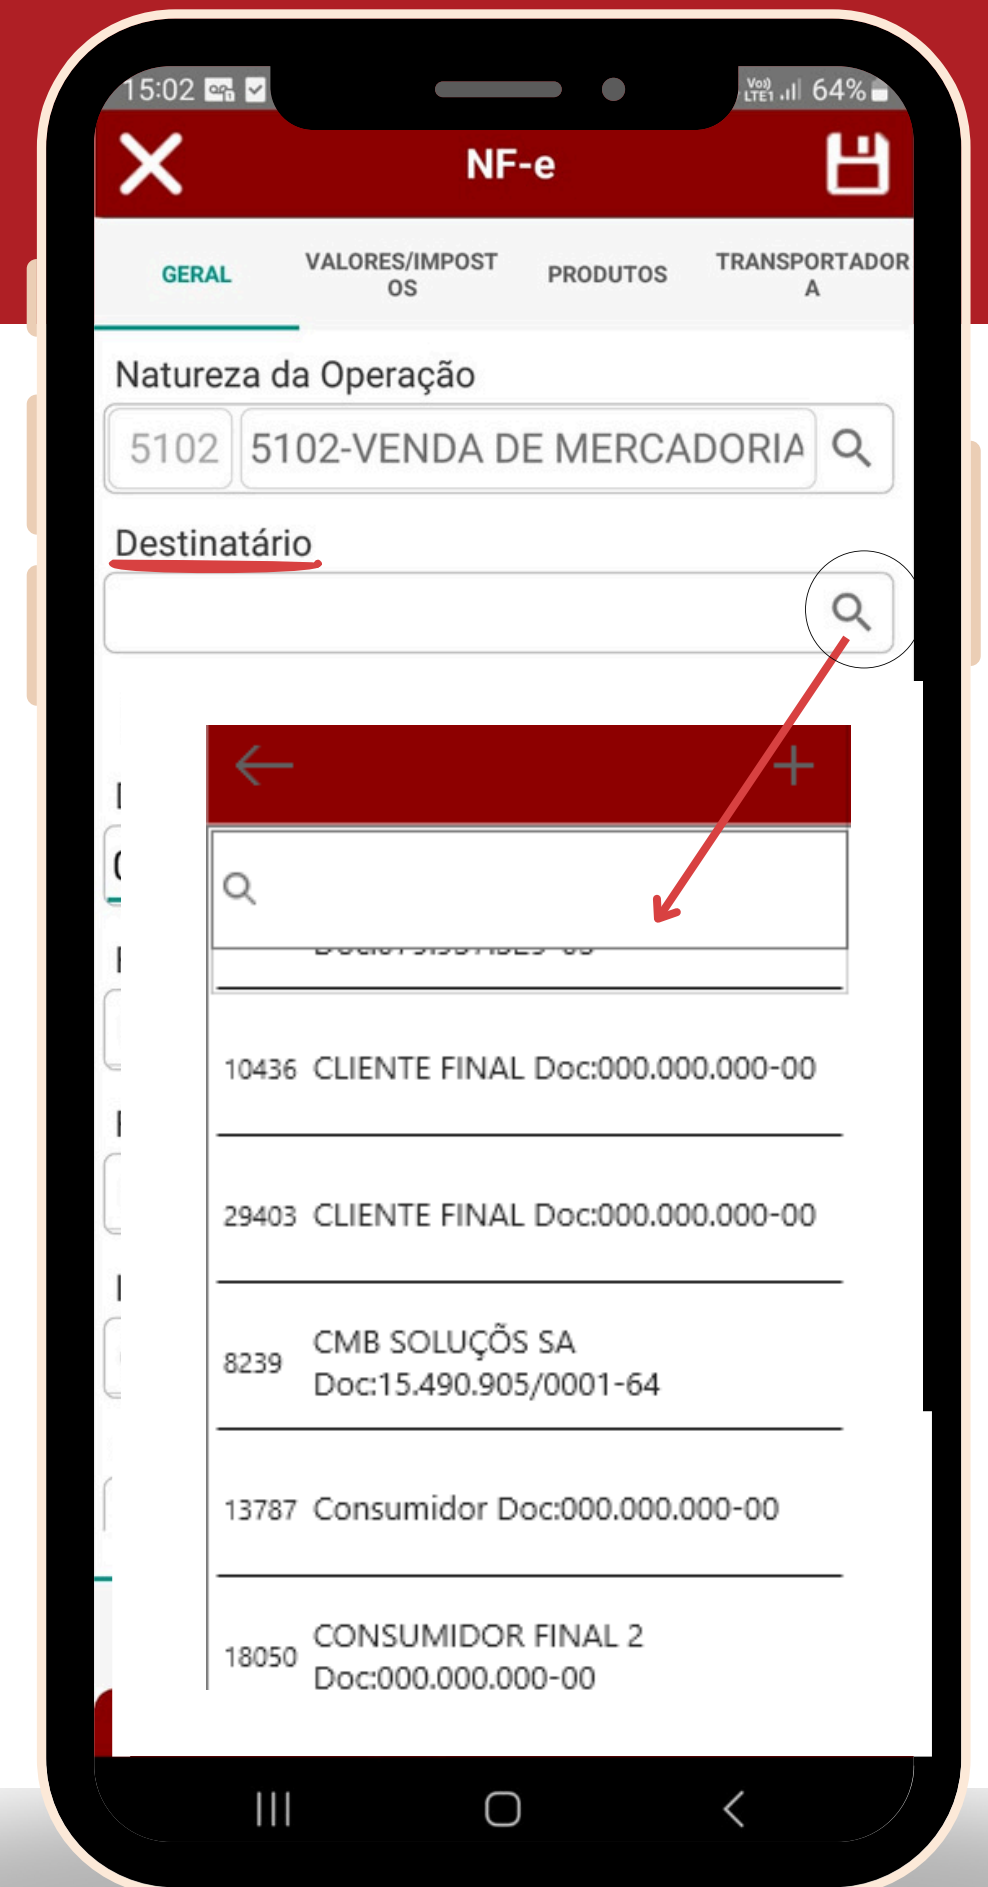 15:02
Vo))
LTE1
64%
NF-e
GERAL
VALORES/IMPOST
OS
PRODUTOS
TRANSPORTADOR
A
Natureza da Operação
5102
5102-VENDA DE MERCADORIA
Destinatário
10436 CLIENTE FINAL Doc:000.000.000-00
29403 CLIENTE FINAL Doc:000.000.000-00
8239
CMB SOLUÇÕS SA
Doc:15.490.905/0001-64
13787 Consumidor Doc:000.000.000-00
18050
CONSUMIDOR FINAL 2
Doc:000.000.000-00